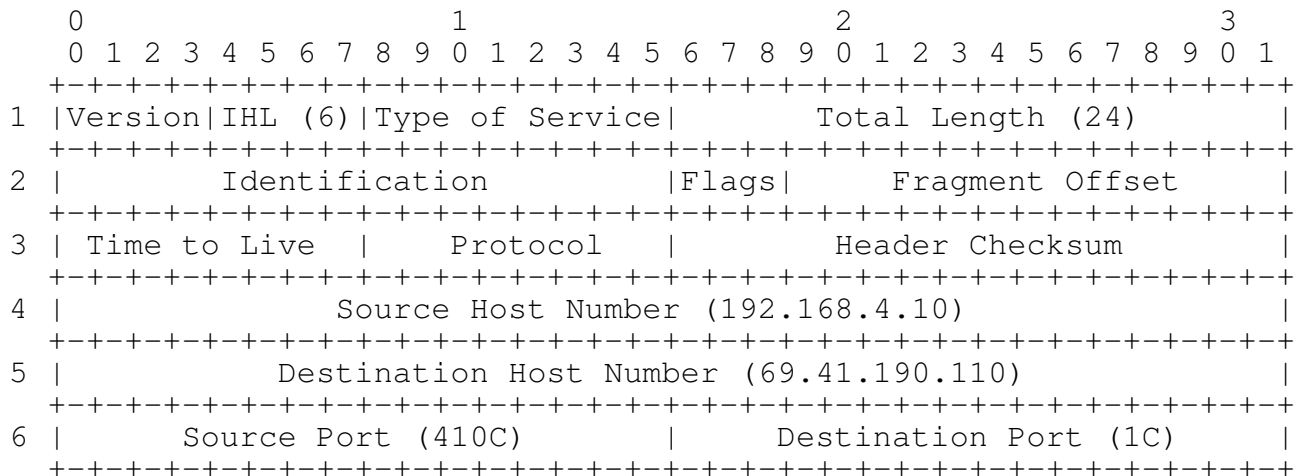 0                   1                   2                   3
0 1 2 3 4 5 6 7 8 9 0 1 2 3 4 5 6 7 8 9 0 1 2 3 4 5 6 7 8 9 0 1
+-+-+-+-+-+-+-+-+-+-+-+-+-+-+-+-+-+-+-+-+-+-+-+-+-+-+-+-+-+-+-+-+
1 |Version|IHL (6)|Type of Service|       Total Length (24)       |
+-+-+-+-+-+-+-+-+-+-+-+-+-+-+-+-+-+-+-+-+-+-+-+-+-+-+-+-+-+-+-+-+
2 |        Identification         |Flags|     Fragment Offset     |
+-+-+-+-+-+-+-+-+-+-+-+-+-+-+-+-+-+-+-+-+-+-+-+-+-+-+-+-+-+-+-+-+
3 | Time to Live  |   Protocol    |        Header Checksum        |
+-+-+-+-+-+-+-+-+-+-+-+-+-+-+-+-+-+-+-+-+-+-+-+-+-+-+-+-+-+-+-+-+
4 |              Source Host Number (192.168.4.10)                |
+-+-+-+-+-+-+-+-+-+-+-+-+-+-+-+-+-+-+-+-+-+-+-+-+-+-+-+-+-+-+-+-+
5 |           Destination Host Number (69.41.190.110)             |
+-+-+-+-+-+-+-+-+-+-+-+-+-+-+-+-+-+-+-+-+-+-+-+-+-+-+-+-+-+-+-+-+
6 |      Source Port (410C)       |     Destination Port (1C)     |
+-+-+-+-+-+-+-+-+-+-+-+-+-+-+-+-+-+-+-+-+-+-+-+-+-+-+-+-+-+-+-+-+